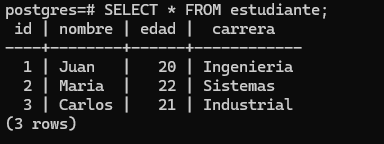 postgres=# SELECT * FROM estudiante;
 id | nombre | edad |  carrera
----+--------+------+------------
  1 | Juan   |   20 | Ingenieria
  2 | Maria  |   22 | Sistemas
  3 | Carlos |   21 | Industrial
(3 rows)